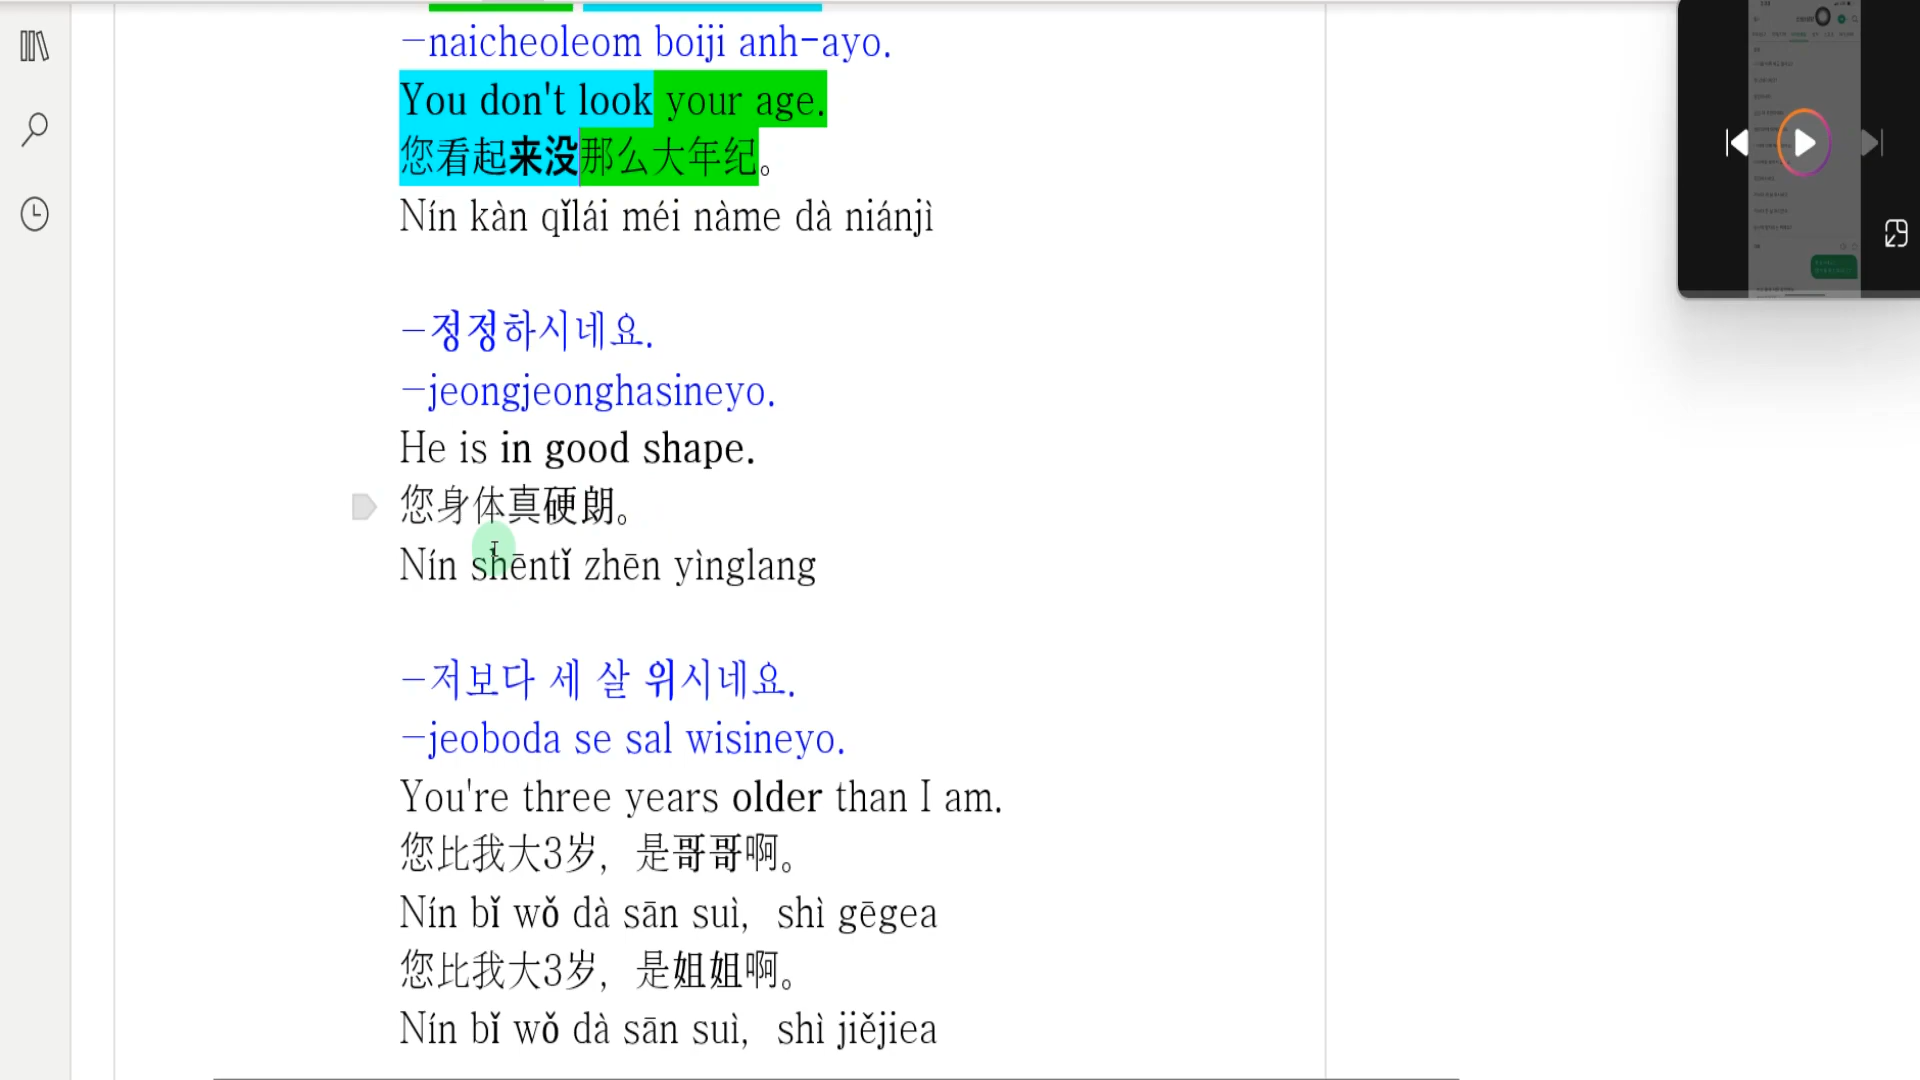 -naicheoleom boiji anh-ayo.
You don't look your age.
您看起来没那么大年纪。
Nín kàn qǐlái méi nàme dà niánjì
-정정하시네요.
-jeongjeonghasineyo.
He is in good shape.
您身体真硬朗。
Nín shēntǐ zhēn yìnglang
-저보다 세 살 위시네요.
-jeoboda se sal wisineyo.
You're three years older than I am.
您比我大3岁, 是哥哥啊。
Nín bǐ wǒ dà sān suì, shì gēgea
您比我大3岁, 是姐姐啊。
Nín bǐ wǒ dà sān suì, shì jiějiea